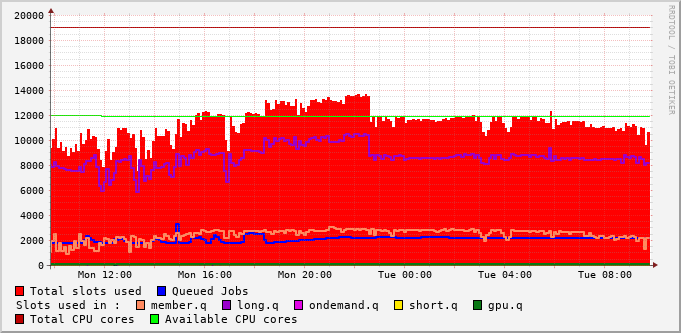 20000
18000
16000
14000
12000
10000
8000
6000
4000
2000
0
Mon 12:00 Mon 16:00 Mon 20:00 Tue 00:00 Tue 04:00 Tue 08:00
RRDTOOL / TOBI OETIKER
Total slots used Queued Jobs
Slots used in : member.q long.q ondemand.q short.q gpu.q
Total CPU cores Available CPU cores